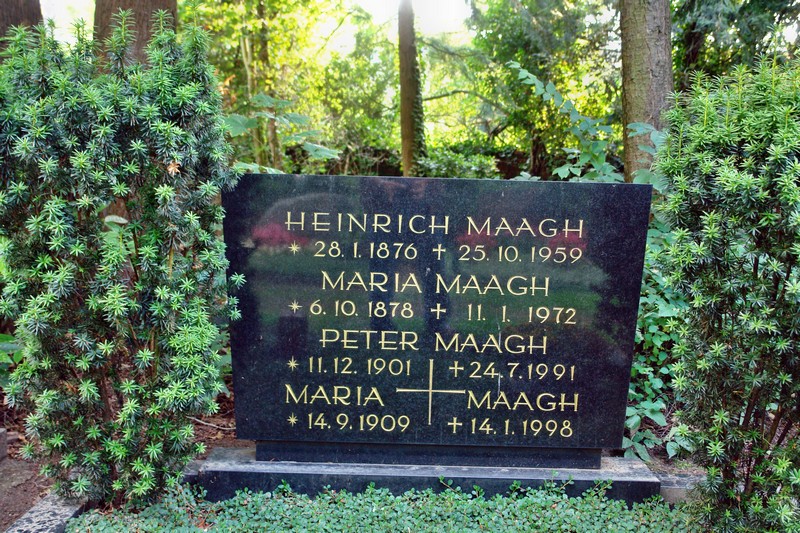 HEINRICH MAAGH
* 28.1.1876 ✝ 25.10.1959
MARIA MAAGH
* 6.10.1878 ✝ 11.1.1972
PETER MAAGH
* 11.12.1901 ✝ 24.7.1991
MARIA MAAGH
* 14.9.1909 ✝ 14.1.1998